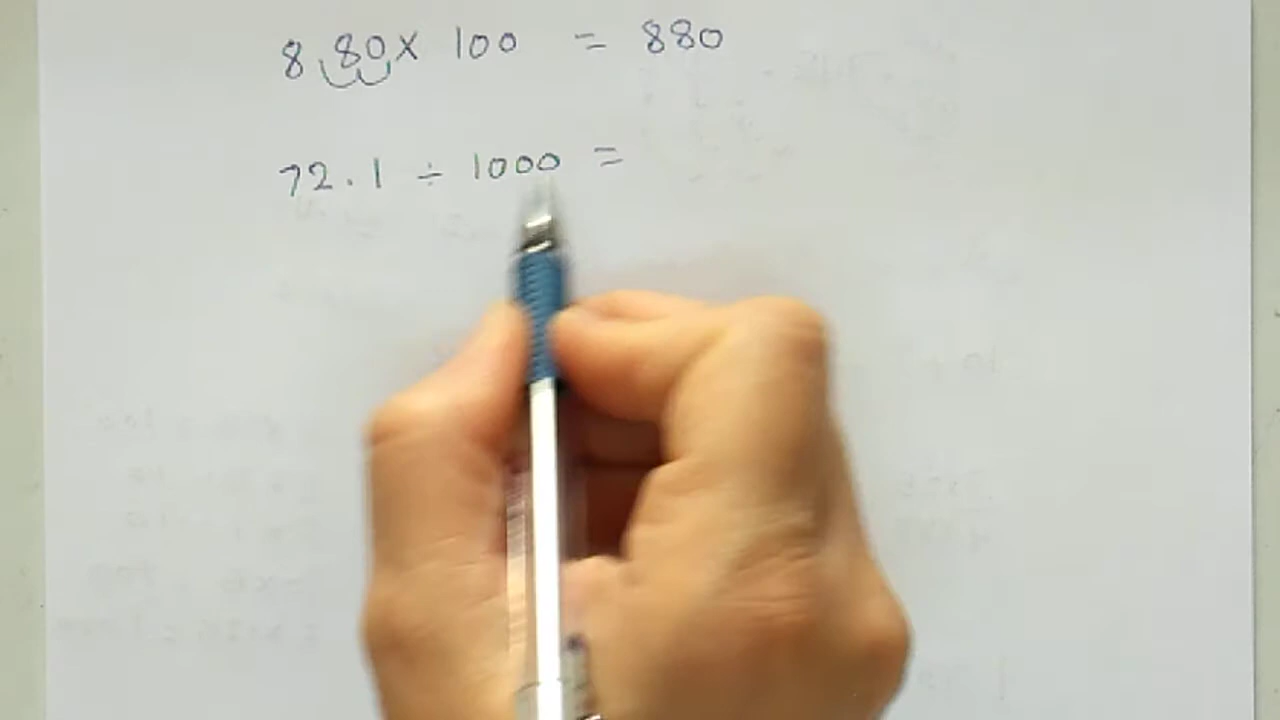 8.80 x 100 = 880
72.1 ÷ 1000 =